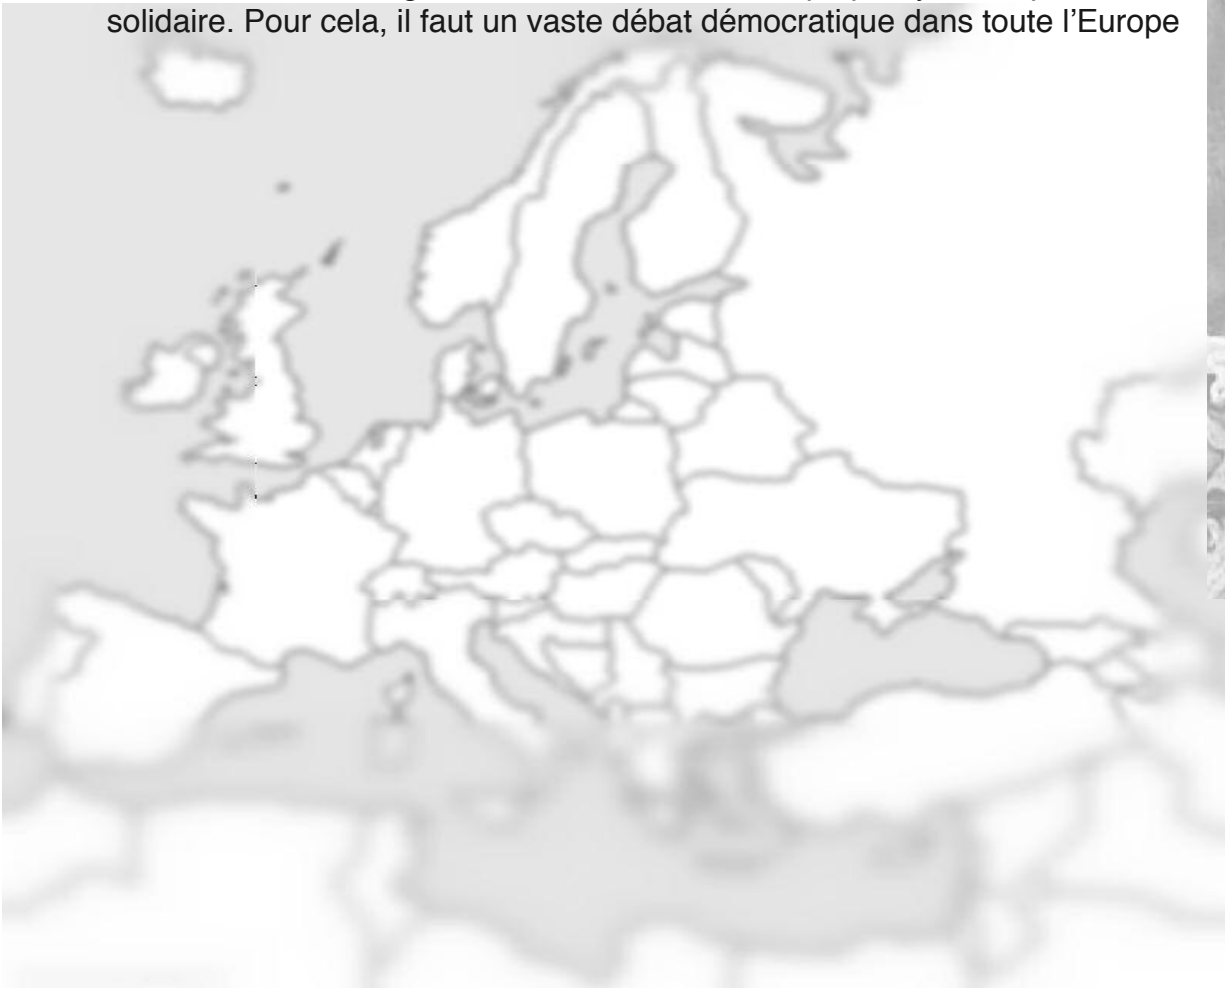 solidaire. Pour cela, il faut un vaste débat démocratique dans toute l’Europe